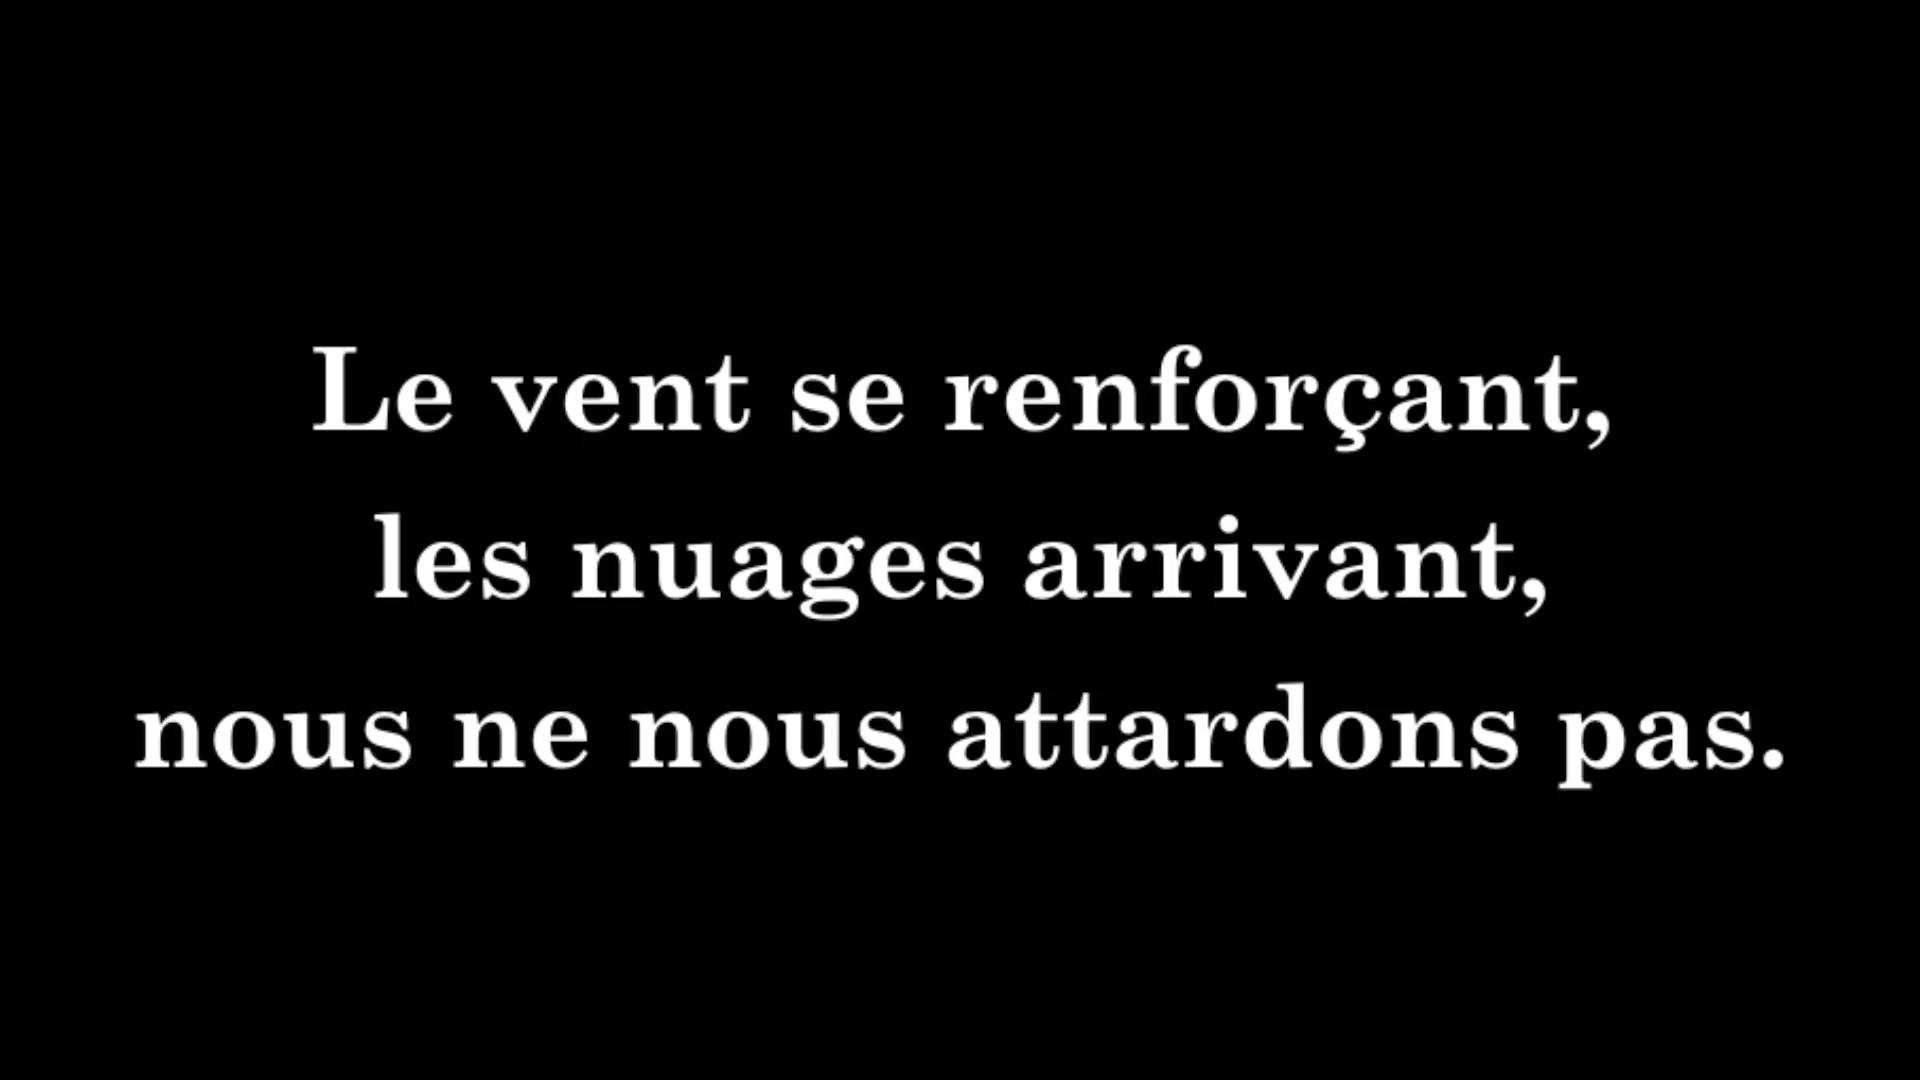 Le vent se renforçant,
les nuages arrivant,
nous ne nous attardons pas.